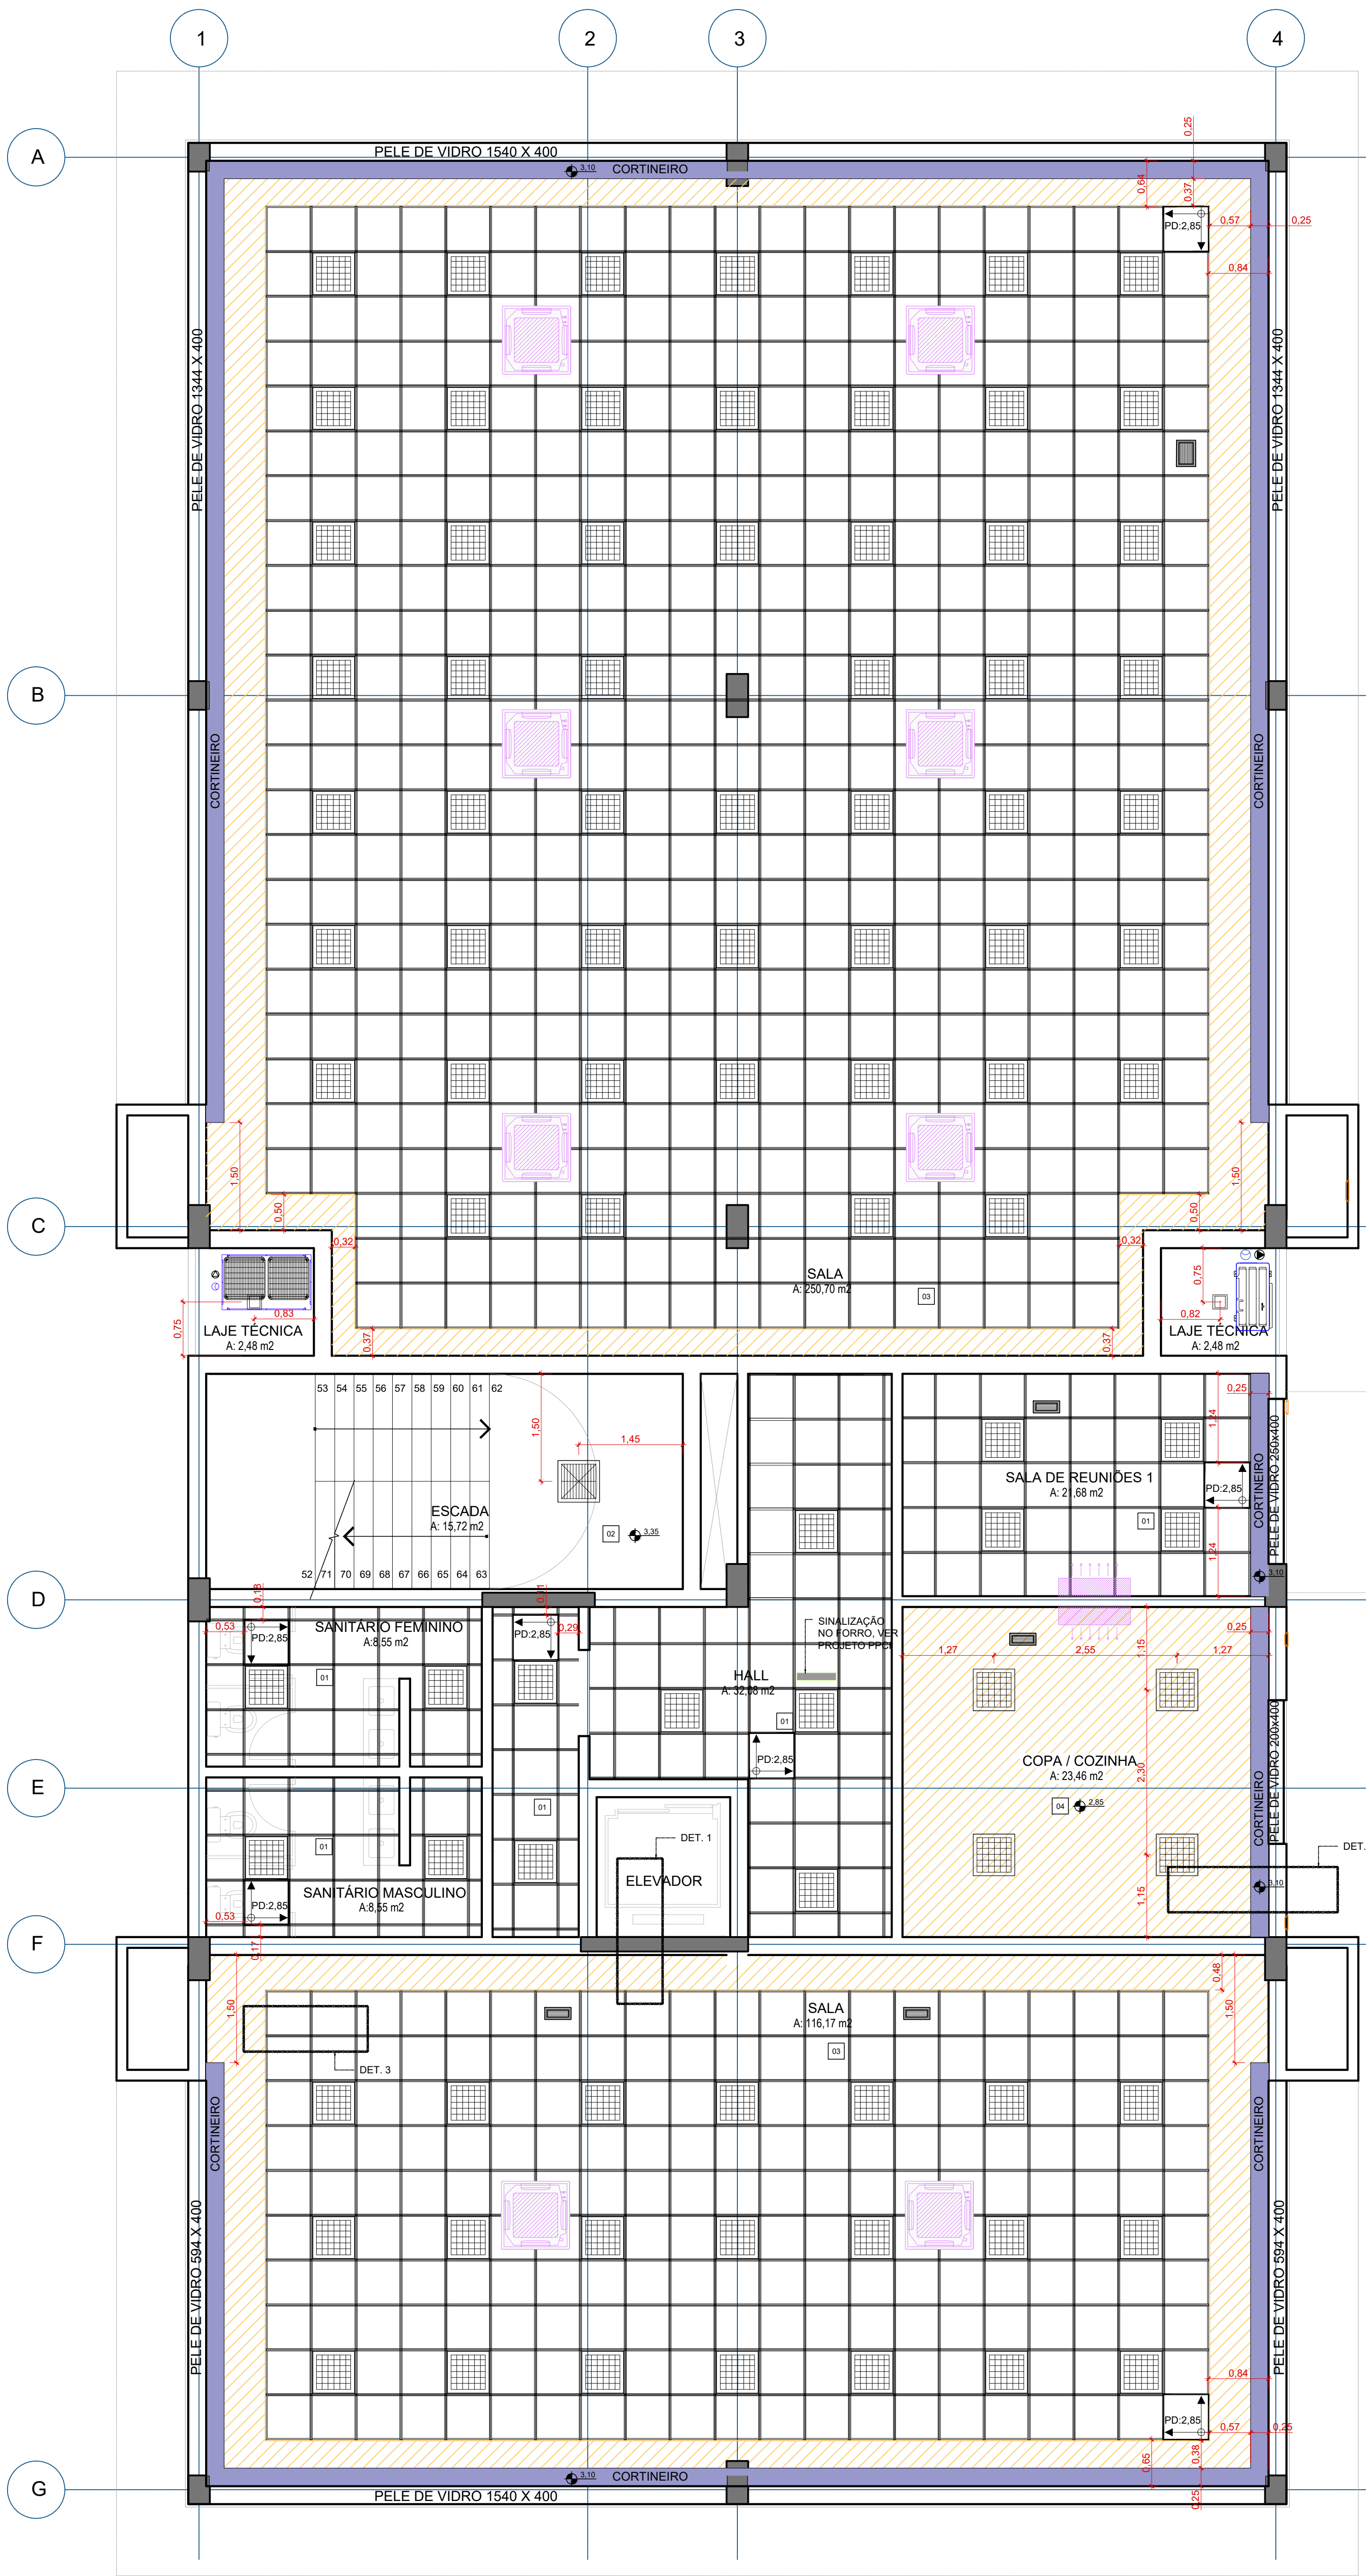 1
2
3
4
A
PELE DE VIDRO 1540 X 400
3,10
CORTINEIRO
0,25
0,64
0,37
PD:2,85
0,57
0,25
0,84
PELE DE VIDRO 1344 X 400
PELE DE VIDRO 1344 X 400
B
CORTINEIRO
CORTINEIRO
1,50
0,50
0,32
1,50
0,50
0,32
C
SALA
A: 250,70 m2
03
0,75
0,83
LAJE TÉCNICA
A: 2,48 m2
0,37
0,37
0,75
0,82
LAJE TÉCNICA
A: 2,48 m2
53 54 55 56 57 58 59 60 61 62
1,50
1,45
ESCADA
A: 15,72 m2
02
3,35
52 71 70 69 68 67 66 65 64 63
0,25
1,24
SALA DE REUNIÕES 1
A: 21,68 m2
PD:2,85
01
1,24
CORTINEIRO
PELE DE VIDRO 250x400
3,10
D
0,18
0,53
PD:2,85
SANITÁRIO FEMININO
A:8,55 m2
01
0,11
PD:2,85
0,29
SINALIZAÇÃO
NO FORRO, VER
PROJETO PPCI
HALL
A: 32,08 m2
01
PD:2,85
0,25
1,27
2,55
1,27
1,15
COPA / COZINHA
A: 23,46 m2
2,30
04
2,85
1,15
CORTINEIRO
PELE DE VIDRO 200x400
3,10
DET.
E
01
01
SANITÁRIO MASCULINO
A:8,55 m2
PD:2,85
0,53
0,17
DET. 1
ELEVADOR
F
1,50
DET. 3
SALA
A: 116,17 m2
03
0,48
1,50
CORTINEIRO
CORTINEIRO
PELE DE VIDRO 594 X 400
PELE DE VIDRO 594 X 400
0,84
PD:2,85
0,57
0,25
0,65
0,38
0,25
G
3,10
CORTINEIRO
PELE DE VIDRO 1540 X 400